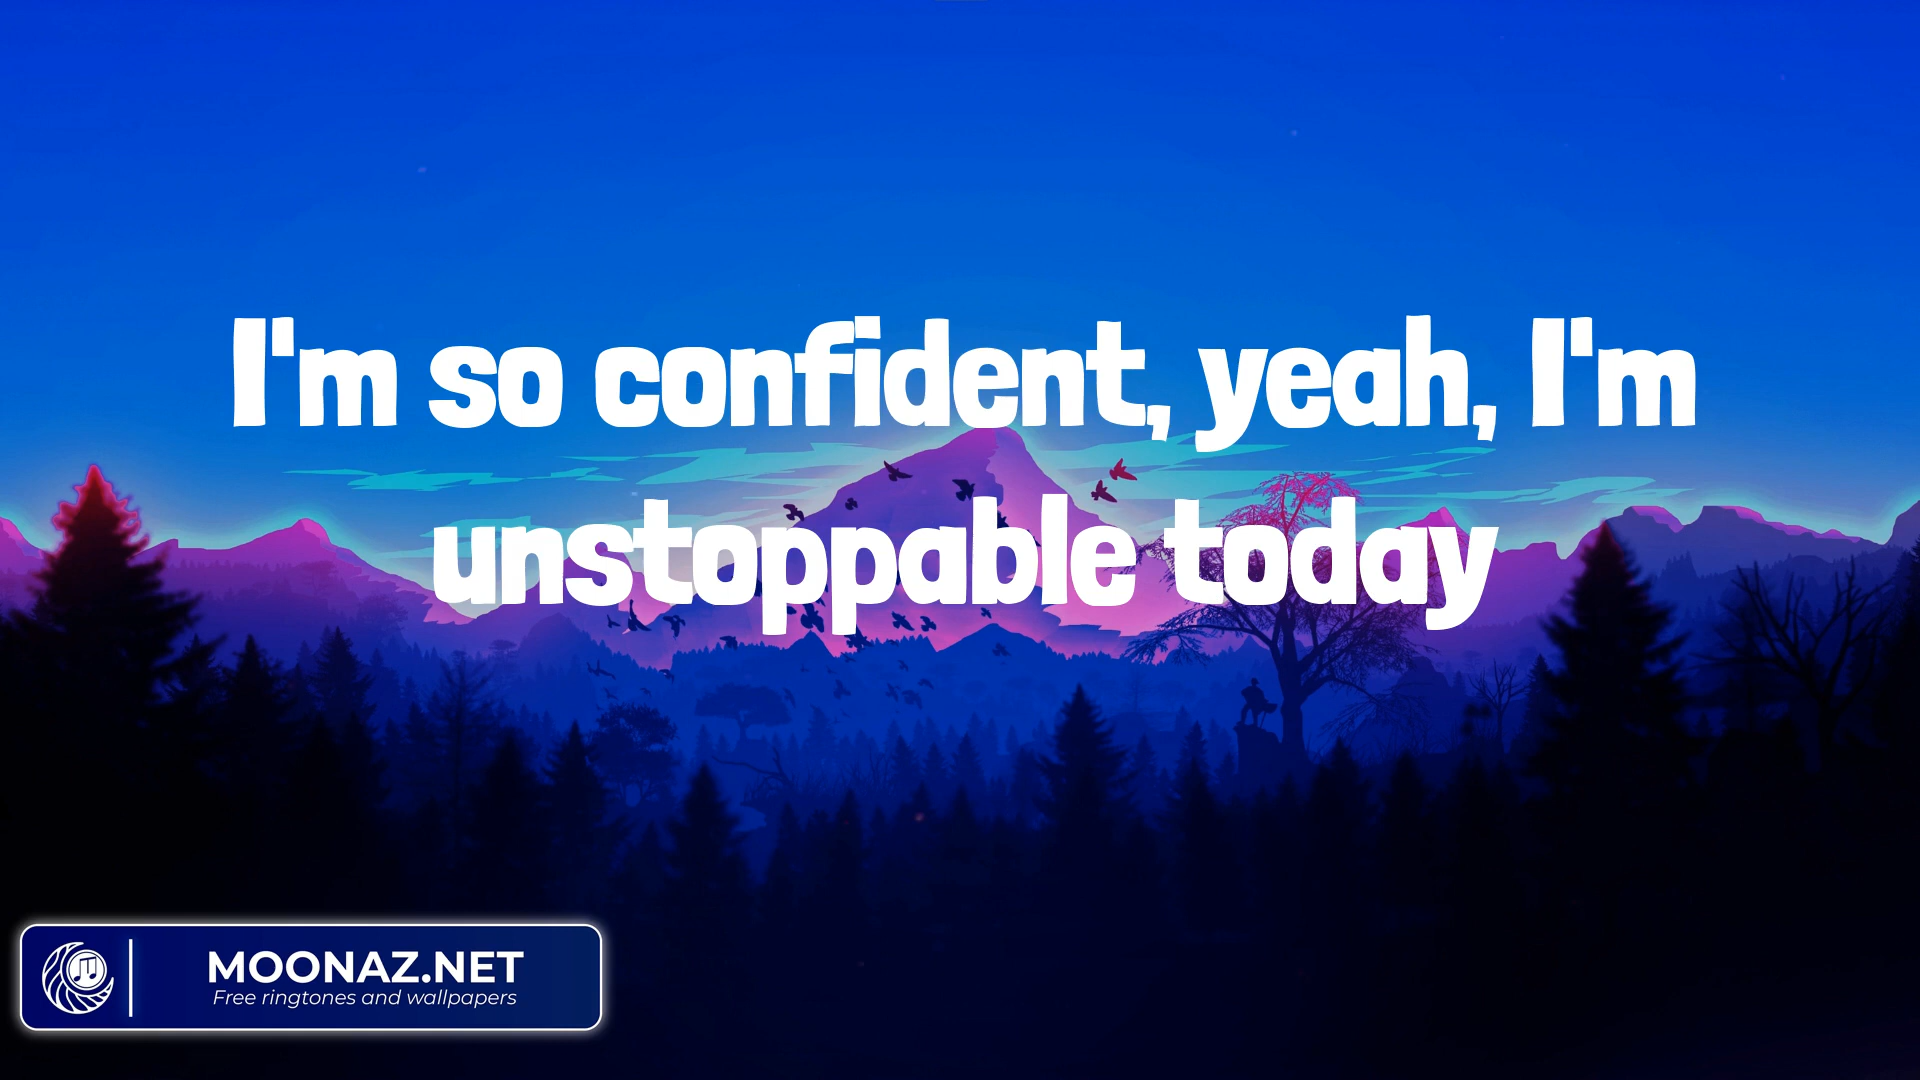 I'm so confident, yeah, I'm
unstoppable today
MOONAZ.NET
Free ringtones and wallpapers